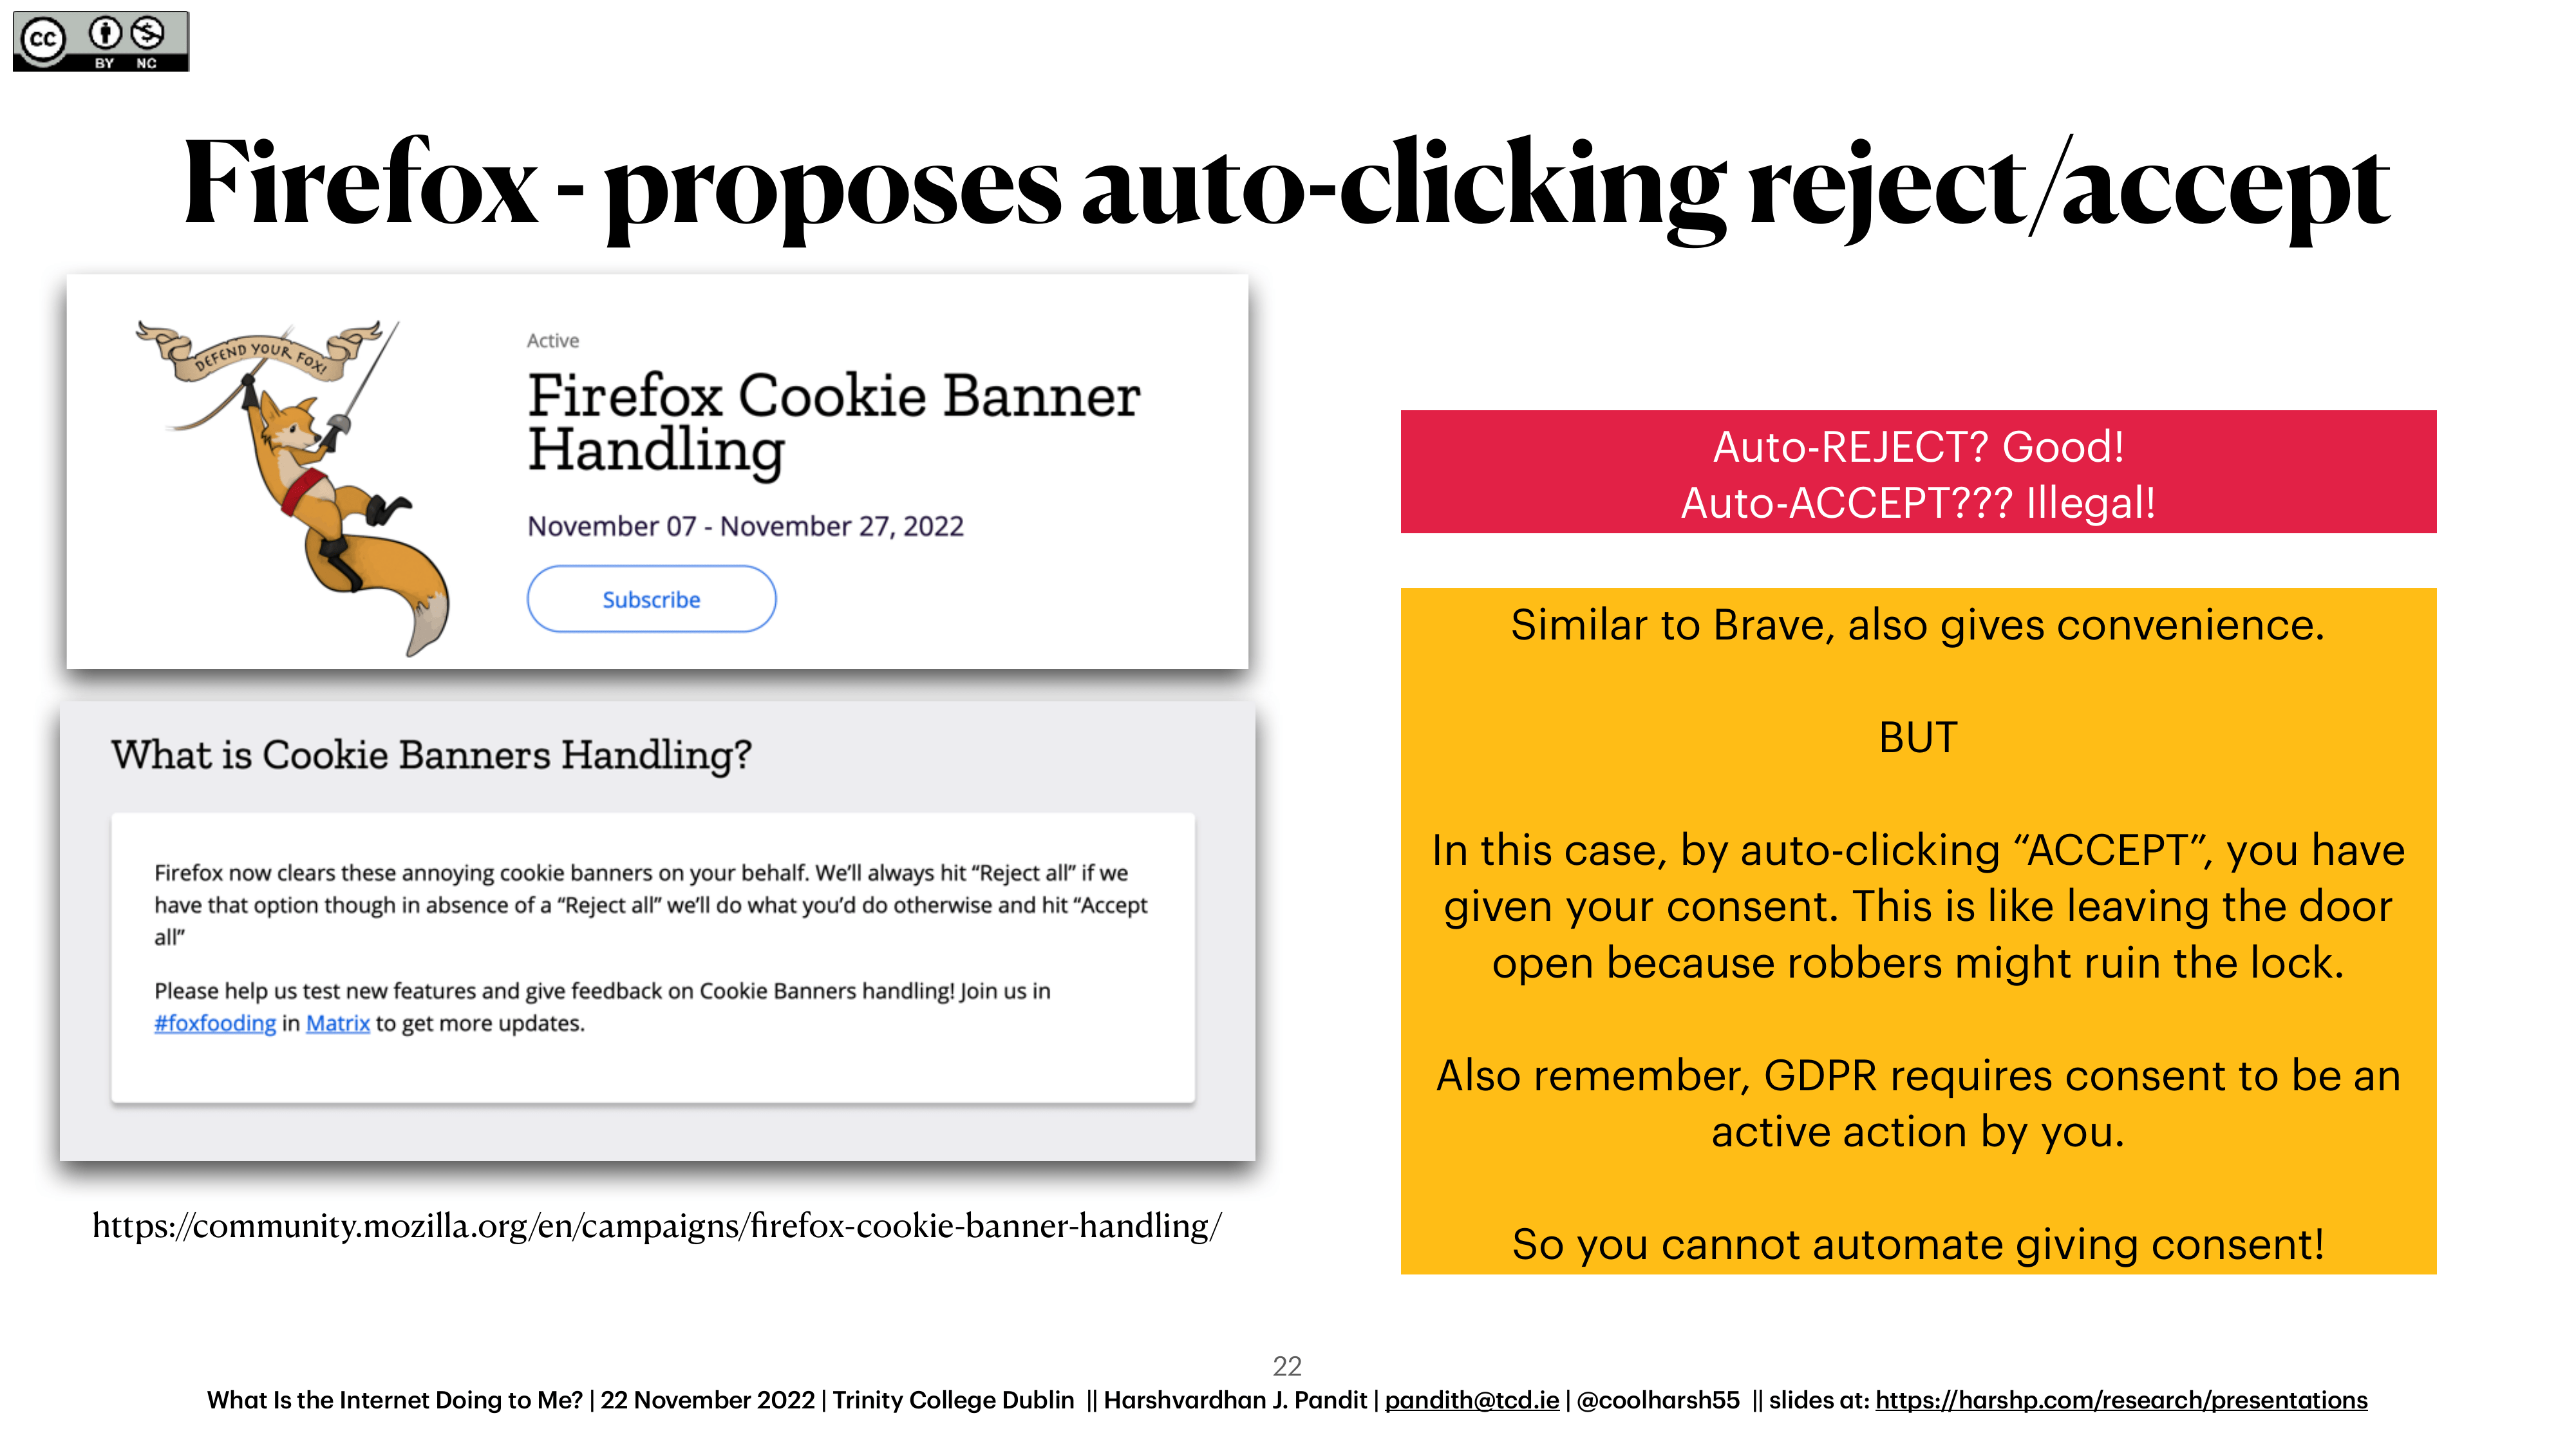 cc
BY NC
Firefox - proposes auto-clicking reject/accept
DEFEND YOUR FOX!
Active
Firefox Cookie Banner
Handling
November 07 - November 27, 2022
Subscribe
What is Cookie Banners Handling?
Firefox now clears these annoying cookie banners on your behalf. We'll always hit "Reject all" if we
have that option though in absence of a "Reject all" we'll do what you'd do otherwise and hit "Accept
all"
Please help us test new features and give feedback on Cookie Banners handling! Join us in
#foxfooding in Matrix to get more updates.
https://community.mozilla.org/en/campaigns/firefox-cookie-banner-handling/
Auto-REJECT? Good!
Auto-ACCEPT??? Illegal!
Similar to Brave, also gives convenience.
BUT
In this case, by auto-clicking “ACCEPT”, you have
given your consent. This is like leaving the door
open because robbers might ruin the lock.
Also remember, GDPR requires consent to be an
active action by you.
So you cannot automate giving consent!
22
What Is the Internet Doing to Me? | 22 November 2022 | Trinity College Dublin || Harshvardhan J. Pandit | pandith@tcd.ie | @coolharsh55 || slides at: https://harshp.com/research/presentations